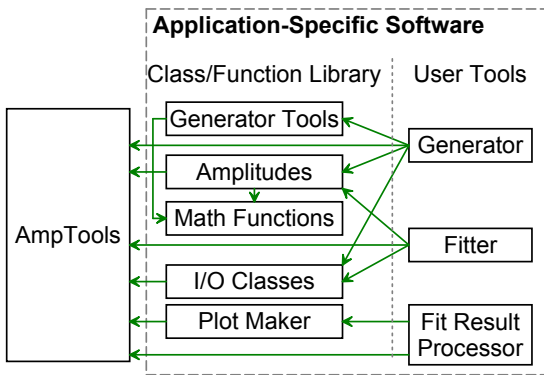 Application-Specific Software
Class/Function Library
User Tools
Generator Tools
Generator
Amplitudes
Math Functions
AmpTools
Fitter
I/O Classes
Plot Maker
Fit Result
Processor